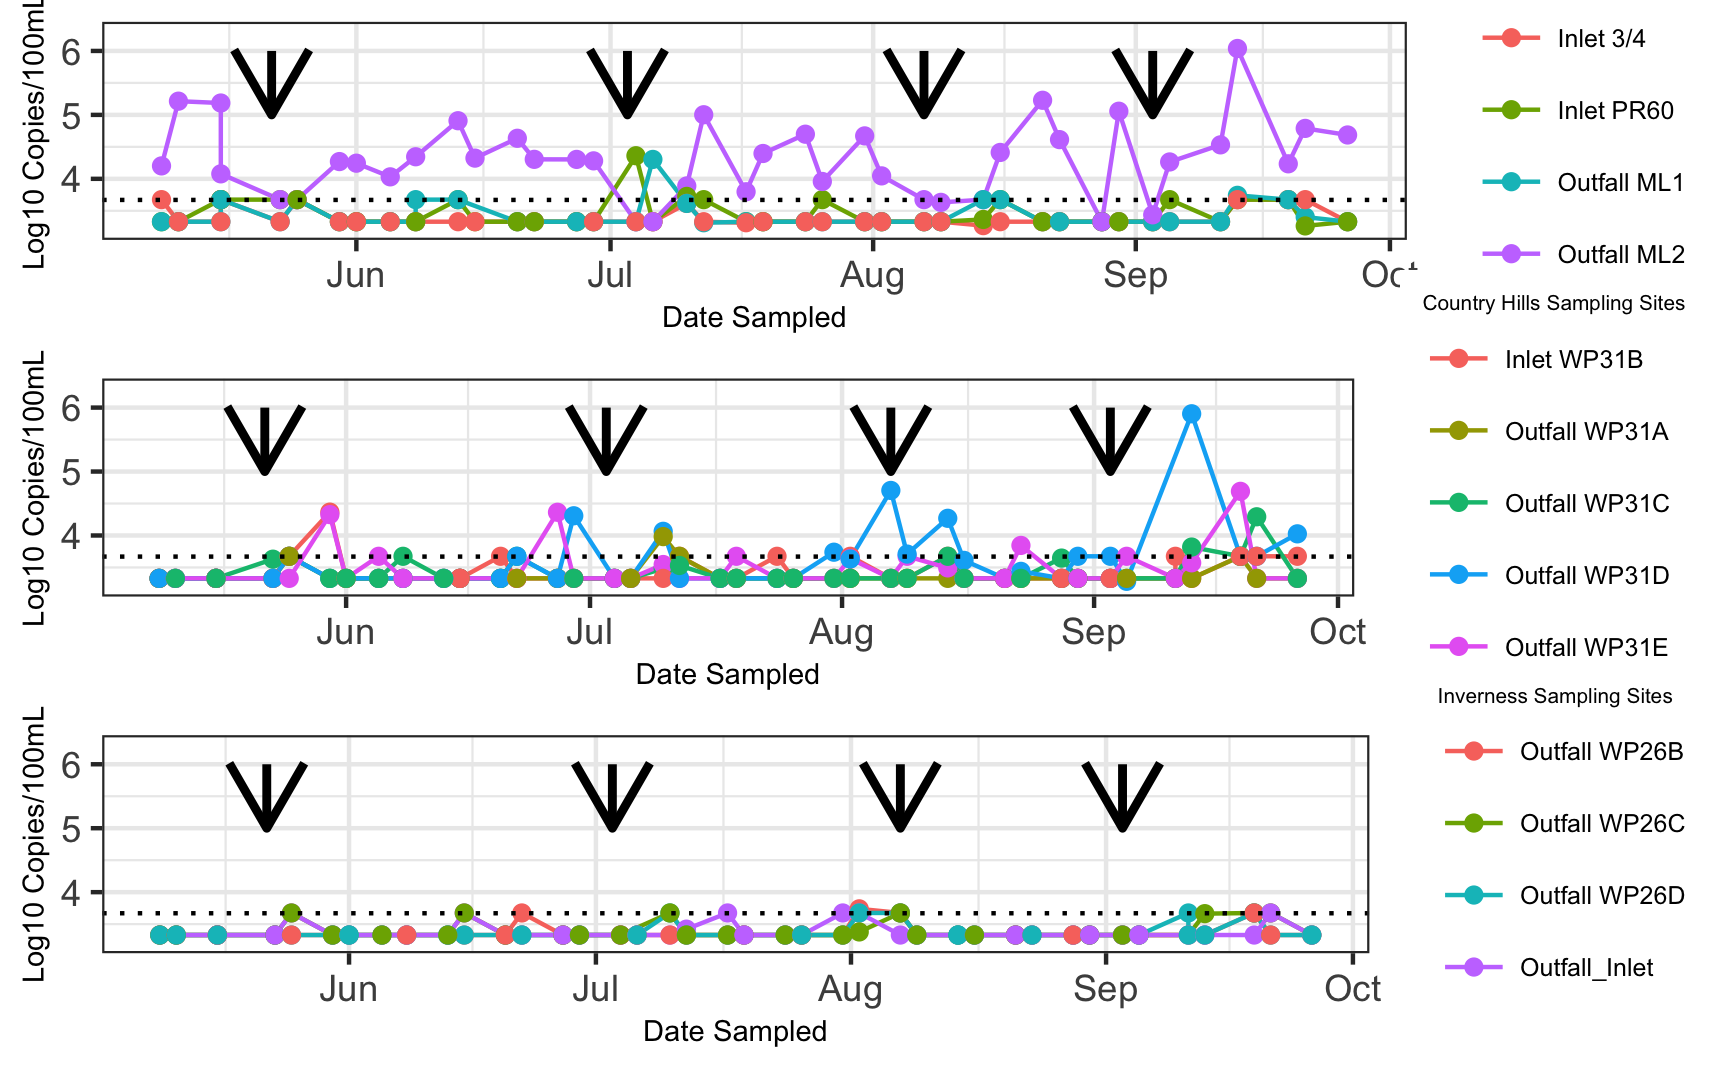 Log10 Copies/100mL
6
5
4
Jun
Jul
Aug
Sep
Oct
Date Sampled
Inlet 3/4
Inlet PR60
Outfall ML1
Outfall ML2
Country Hills Sampling Sites
Log10 Copies/100mL
6
5
4
Jun
Jul
Aug
Sep
Oct
Date Sampled
Inlet WP31B
Outfall WP31A
Outfall WP31C
Outfall WP31D
Outfall WP31E
Inverness Sampling Sites
Log10 Copies/100mL
6
5
4
Jun
Jul
Aug
Sep
Oct
Date Sampled
Outfall WP26B
Outfall WP26C
Outfall WP26D
Outfall_Inlet